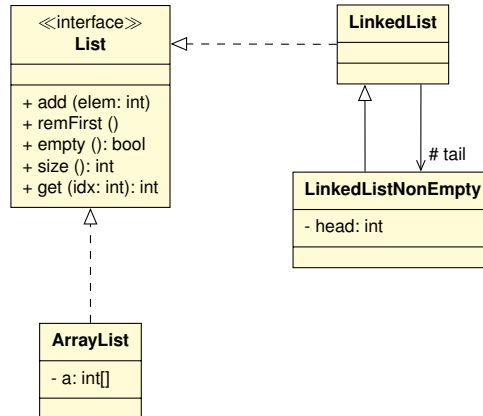 ≪interface≫
List
+ add (elem: int)
+ remFirst ()
+ empty (): bool
+ size (): int
+ get (idx: int): int
LinkedList
# tail
LinkedListNonEmpty
- head: int
ArrayList
- a: int[]